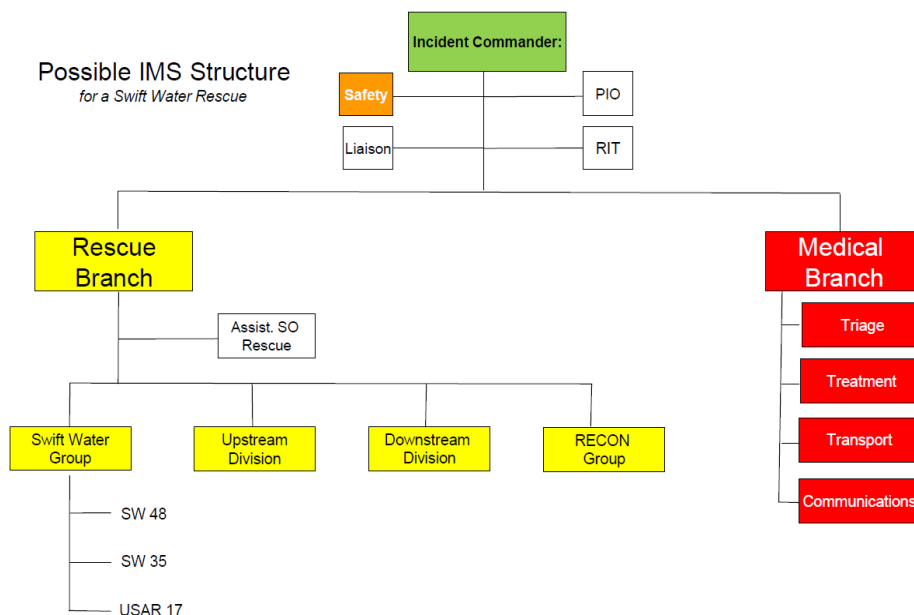 Incident Commander:
Possible IMS Structure
for a Swift Water Rescue
Safety
PIO
Liaison
RIT
Rescue
Branch
Medical
Branch
Assist. SO
Rescue
Triage
Treatment
Transport
Communications
Swift Water
Group
Upstream
Division
Downstream
Division
RECON
Group
SW 48
SW 35
USAR 17